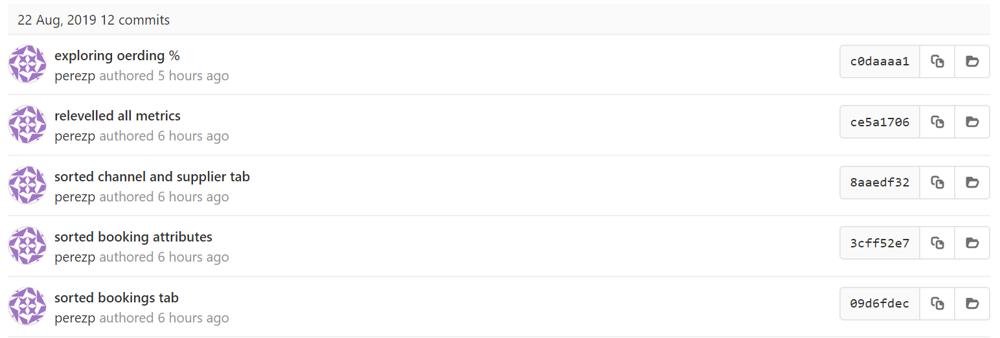 22 Aug, 2019 12 commits
exploring oerding %
perezp authored 5 hours ago
c0daaaa1
relevelled all metrics
perezp authored 6 hours ago
ce5a1706
sorted channel and supplier tab
perezp authored 6 hours ago
8aaedf32
sorted booking attributes
perezp authored 6 hours ago
3cff52e7
sorted bookings tab
perezp authored 6 hours ago
09d6fdec